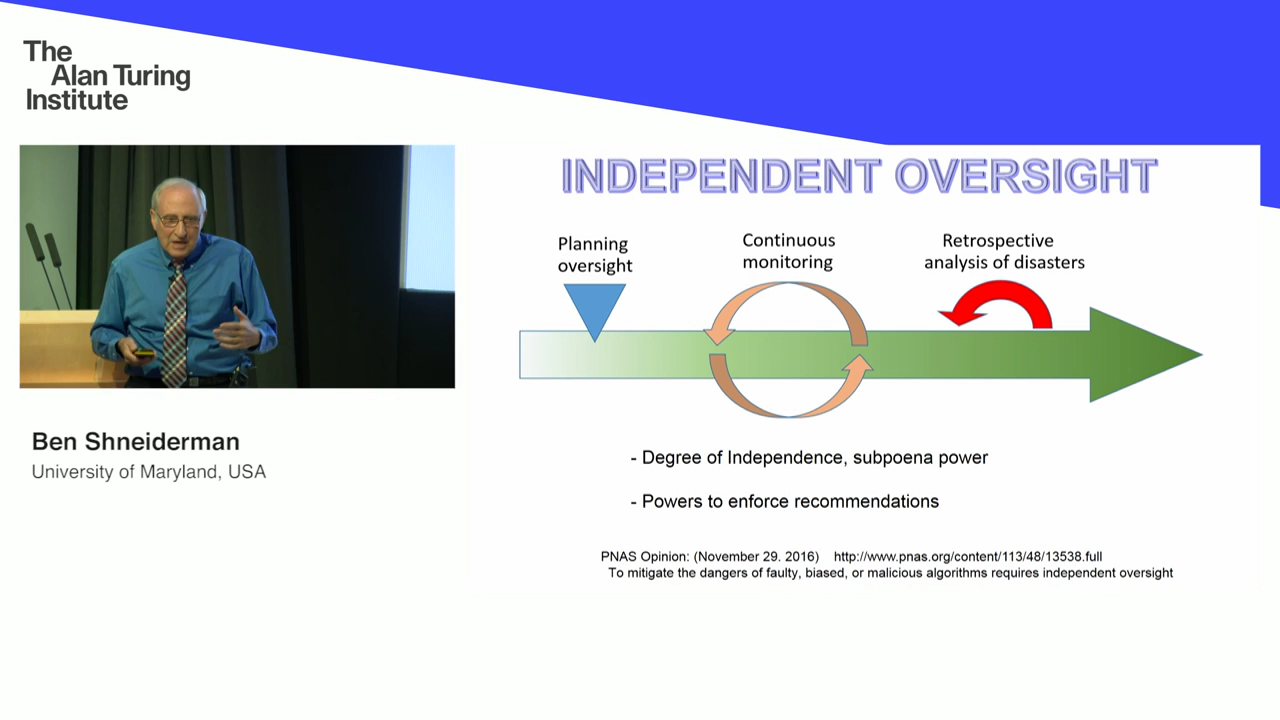 The
Alan Turing
Institute
Ben Shneiderman
University of Maryland, USA
INDEPENDENT OVERSIGHT
Planning
oversight
Continuous
monitoring
Retrospective
analysis of disasters
- Degree of Independence, subpoena power
- Powers to enforce recommendations
PNAS Opinion: (November 29. 2016) http://www.pnas.org/content/113/48/13538.full
To mitigate the dangers of faulty, biased, or malicious algorithms requires independent oversight